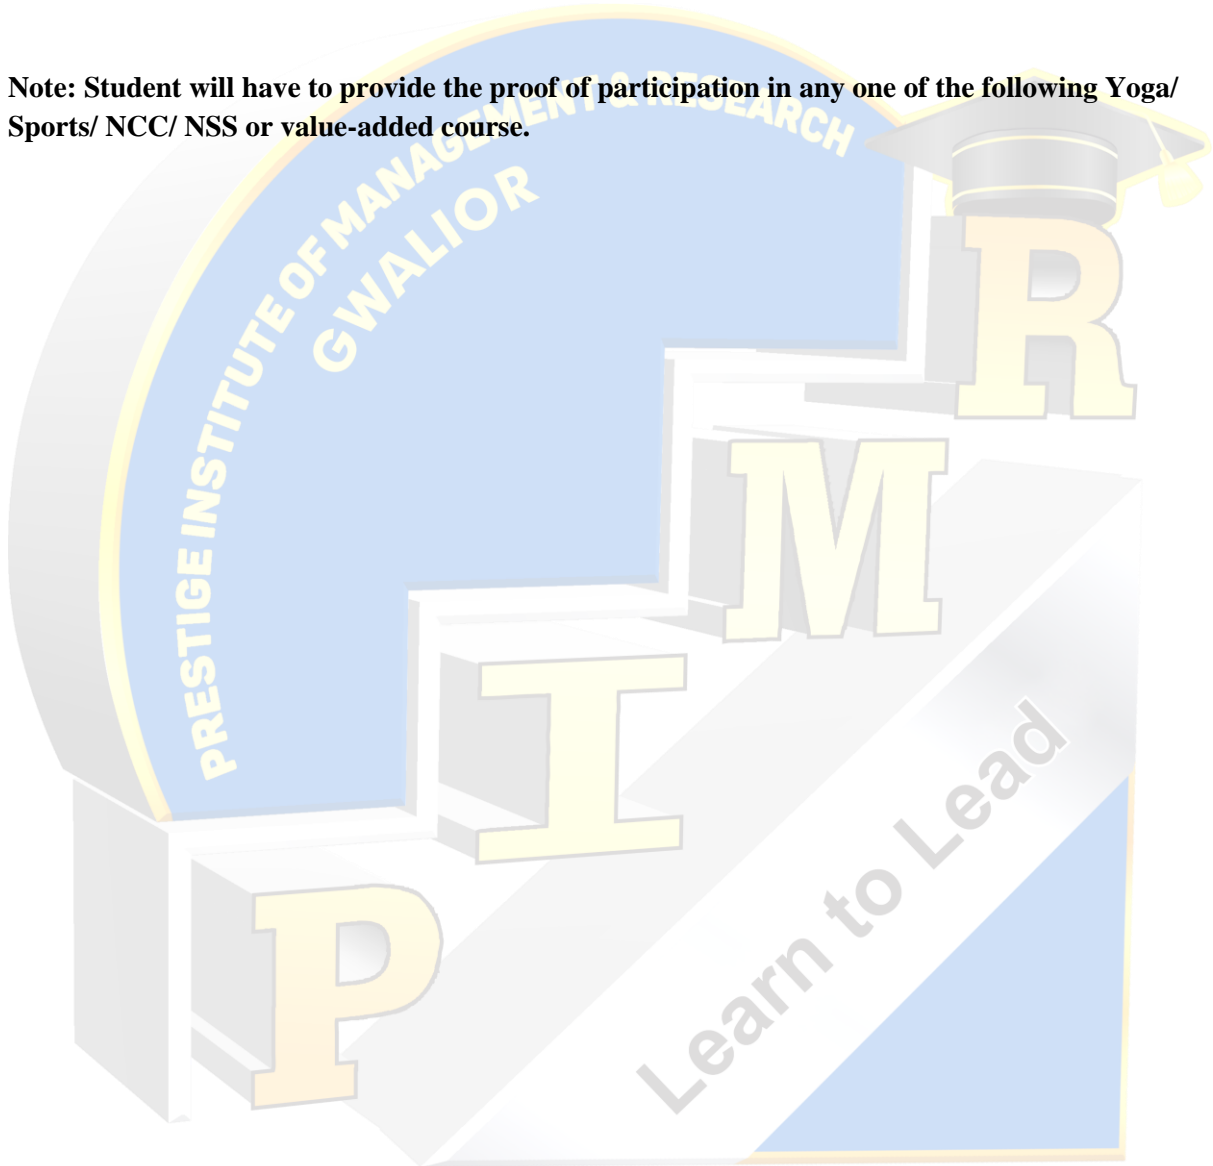 Note: Student will have to provide the proof of participation in any one of the following Yoga/
Sports/ NCC/ NSS or value-added course.
PRESTIGE INSTITUTE OF MANAGEMENT & RESEARCH
GWALIOR
R
M
I
P
Learn to Lead